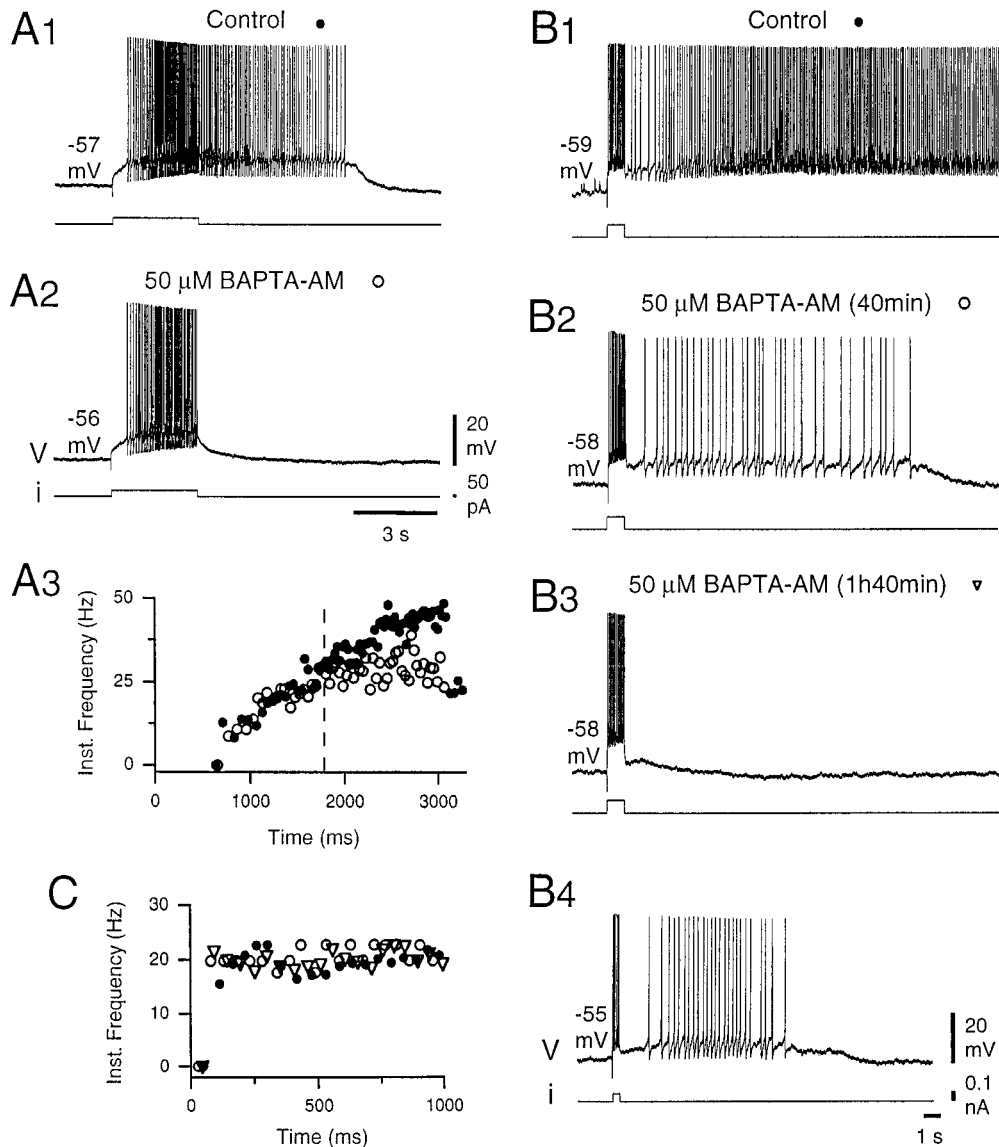 A1
Control ●
-57
mV
A2
50 µM BAPTA-AM ○
-56
mV
V
i
20
mV
50
pA
3 s
A3
Inst. Frequency (Hz)
50
25
0
0 1000 2000 3000
Time (ms)
C
Inst. Frequency (Hz)
30
20
10
0
0 500 1000
Time (ms)
B1
Control ●
-59
mV
B2
50 µM BAPTA-AM (40min) ○
-58
mV
B3
50 µM BAPTA-AM (1h40min) ▿
-58
mV
B4
-55
mV
V
i
20
mV
0.1
nA
1 s